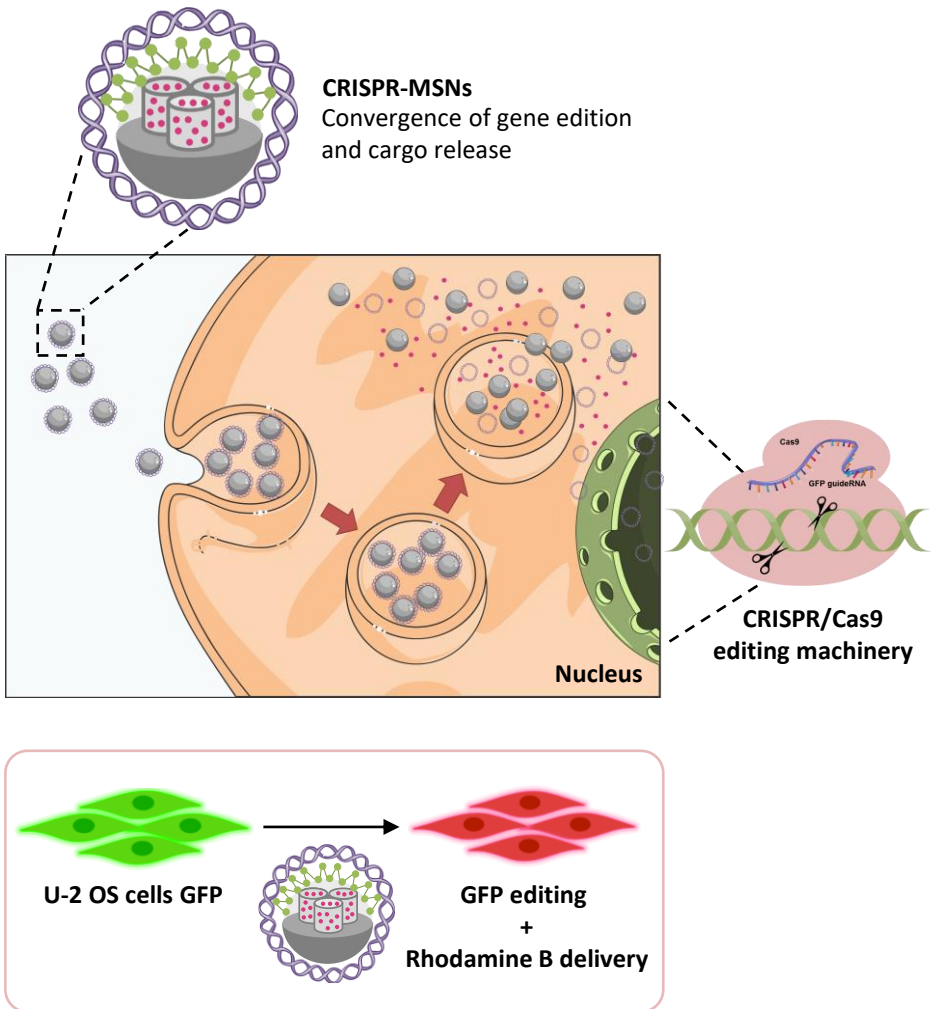 CRISPR-MSNs
Convergence of gene edition
and cargo release
Cas9
GFP guideRNA
CRISPR/Cas9
editing machinery
Nucleus
U-2 OS cells GFP
GFP editing
+
Rhodamine B delivery